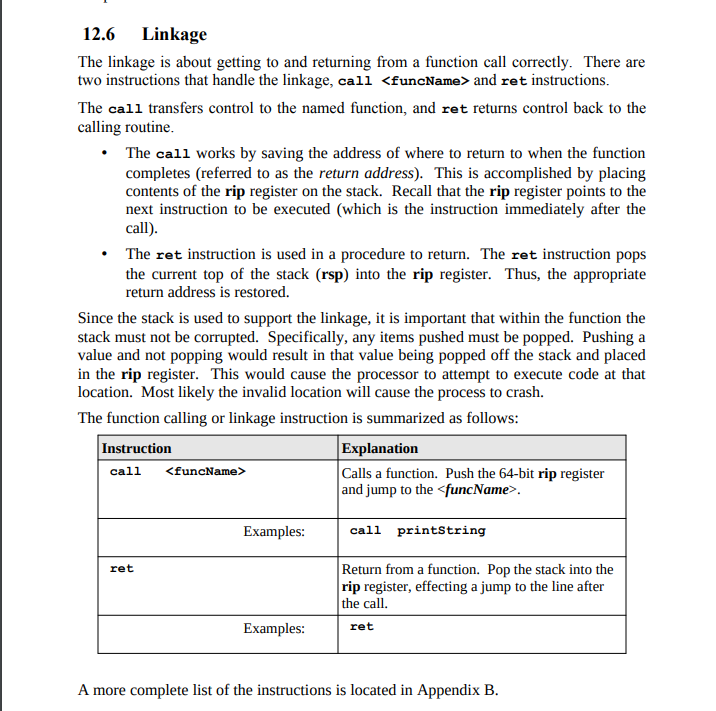 12.6 Linkage
The linkage is about getting to and returning from a function call correctly. There are
two instructions that handle the linkage, call <funcName> and ret instructions.
The call transfers control to the named function, and ret returns control back to the
calling routine.
• The call works by saving the address of where to return to when the function
completes (referred to as the return address). This is accomplished by placing
contents of the rip register on the stack. Recall that the rip register points to the
next instruction to be executed (which is the instruction immediately after the
call).
• The ret instruction is used in a procedure to return. The ret instruction pops
the current top of the stack (rsp) into the rip register. Thus, the appropriate
return address is restored.
Since the stack is used to support the linkage, it is important that within the function the
stack must not be corrupted. Specifically, any items pushed must be popped. Pushing a
value and not popping would result in that value being popped off the stack and placed
in the rip register. This would cause the processor to attempt to execute code at that
location. Most likely the invalid location will cause the process to crash.
The function calling or linkage instruction is summarized as follows:
Instruction Explanation
call <funcName> Calls a function. Push the 64-bit rip register
and jump to the <funcName>.
Examples: call printString
ret Return from a function. Pop the stack into the
rip register, effecting a jump to the line after
the call.
Examples: ret
A more complete list of the instructions is located in Appendix B.